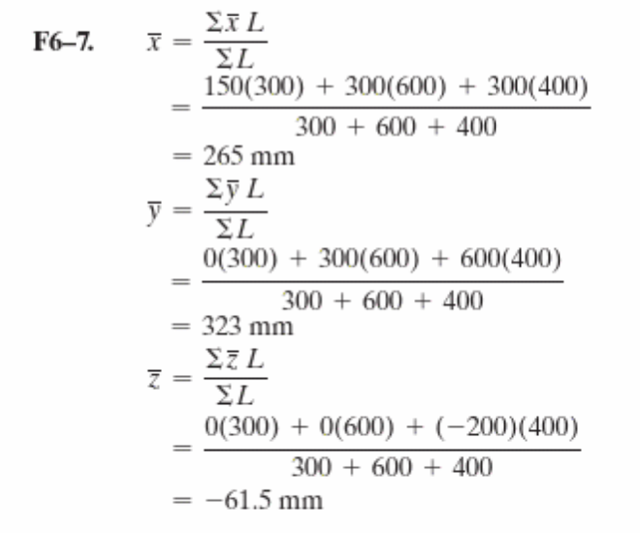 F6–7. x̄ = Σx̄ L / ΣL
= 150(300) + 300(600) + 300(400) / 300 + 600 + 400
= 265 mm
ȳ = Σȳ L / ΣL
= 0(300) + 300(600) + 600(400) / 300 + 600 + 400
= 323 mm
z̄ = Σz̄ L / ΣL
= 0(300) + 0(600) + (−200)(400) / 300 + 600 + 400
= −61.5 mm